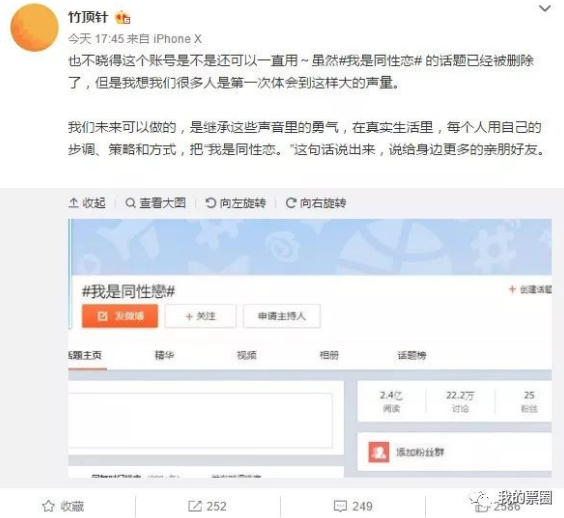 竹顶针
今天 17:45 来自 iPhone X
也不晓得这个账号是不是还可以一直用～虽然#我是同性恋# 的话题已经被删除
了，但是我想我们很多人是第一次体会到这样大的声量。
我们未来可以做的，是继承这些声音里的勇气，在真实生活里，每个人用自己的
步调、策略和方式，把“我是同性恋。”这句话说出来，说给身边更多的亲朋好友。
收起 查看大图 向左旋转 向右旋转
#我是同性戀#
+ 创建话题
发微博 + 关注 申请主持人
话题主页 精华 视频 相册 话题榜
2.4亿 22.2万 25
阅读 讨论 粉丝
添加粉丝群
收藏 252 249 2586
我的票圈